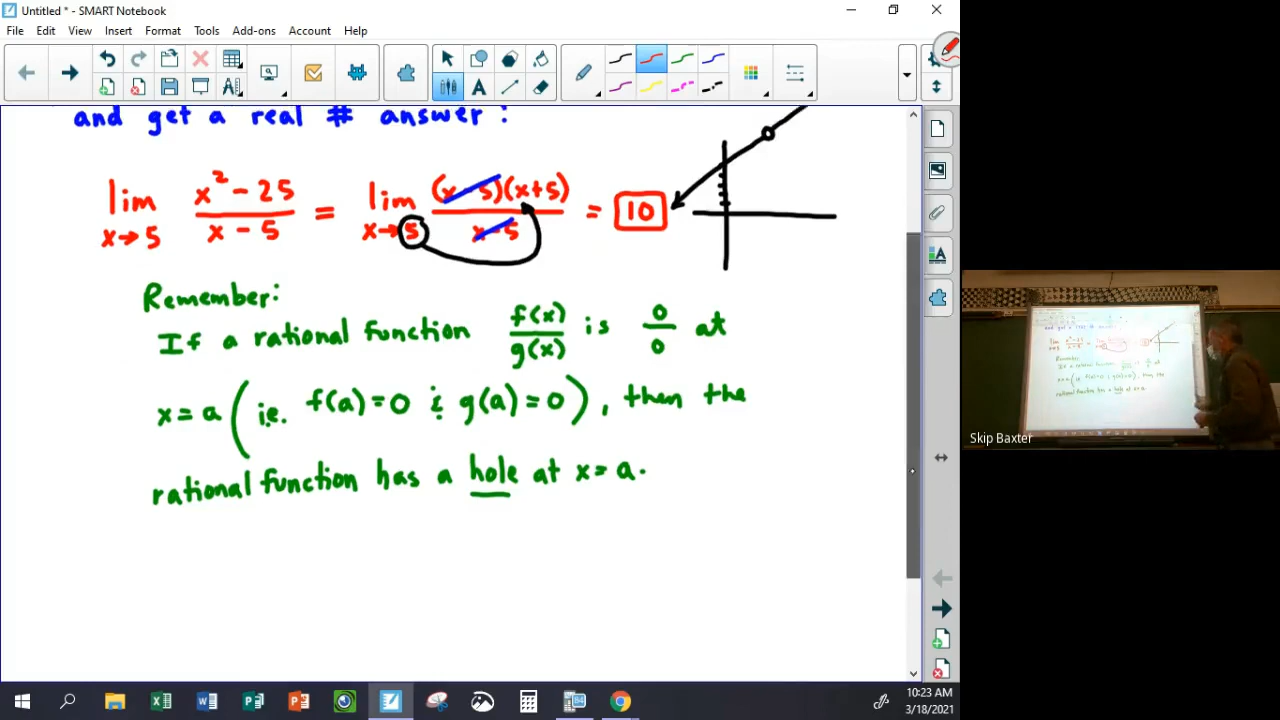 Untitled * - SMART Notebook
File Edit View Insert Format Tools Add-ons Account Help
and get a real # answer :
lim x→5 x² - 25 / x - 5 = lim x→5 (x - 5)(x+5) / x - 5 = 10
Remember:
If a rational function f(x) / g(x) is 0 / 0 at
x = a ( i.e. f(a) = 0 & g(a) = 0 ) , then the
rational function has a hole at x = a.
Skip Baxter
10:23 AM
3/18/2021